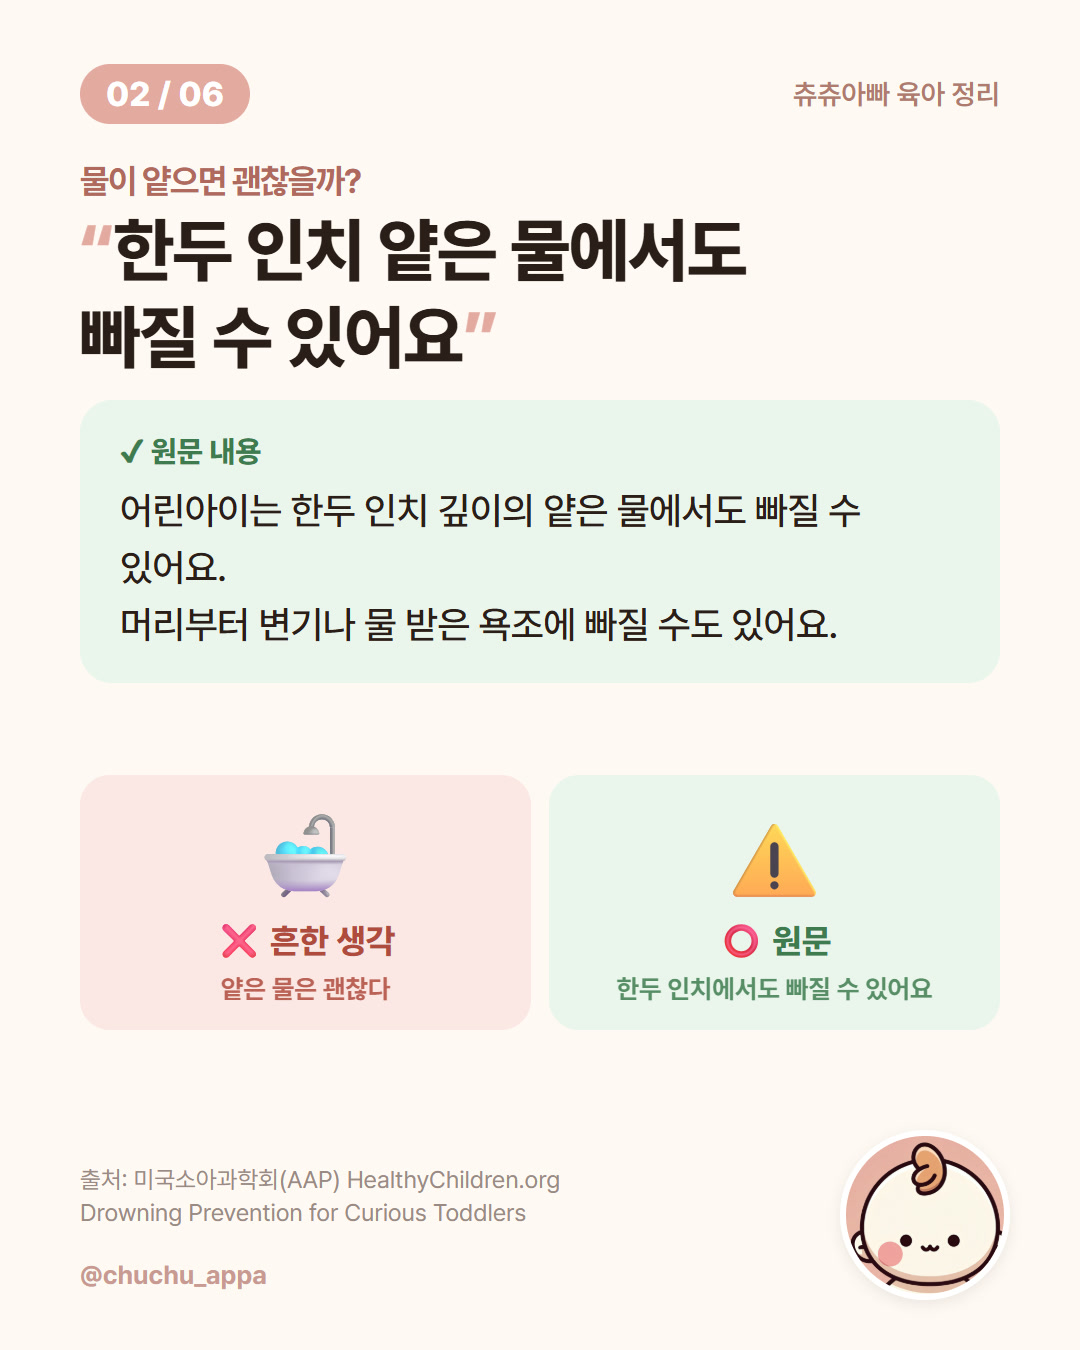 02 / 06
츄츄아빠 육아 정리
물이 얕으면 괜찮을까?
“한두 인치 얕은 물에서도
빠질 수 있어요”
✔ 원문 내용
어린아이는 한두 인치 깊이의 얕은 물에서도 빠질 수
있어요.
머리부터 변기나 물 받은 욕조에 빠질 수도 있어요.
❌ 흔한 생각
얕은 물은 괜찮다
⭕ 원문
한두 인치에서도 빠질 수 있어요
출처: 미국소아과학회(AAP) HealthyChildren.org
Drowning Prevention for Curious Toddlers
@chuchu_appa